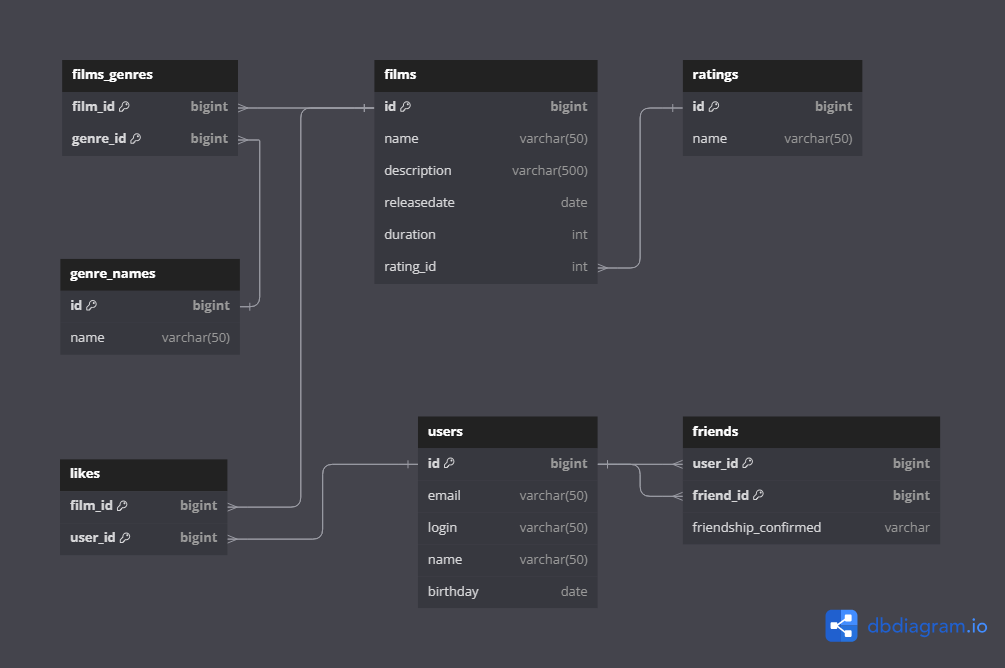 films_genres
film_id bigint
genre_id bigint
films
id bigint
name varchar(50)
description varchar(500)
releasedate date
duration int
rating_id int
ratings
id bigint
name varchar(50)
genre_names
id bigint
name varchar(50)
likes
film_id bigint
user_id bigint
users
id bigint
email varchar(50)
login varchar(50)
name varchar(50)
birthday date
friends
user_id bigint
friend_id bigint
friendship_confirmed varchar
dbdiagram.io